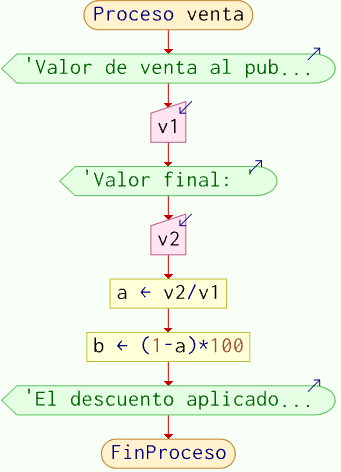 Proceso venta
'Valor de venta al pub...
v1
'Valor final: '
v2
a ← v2/v1
b ← (1-a)*100
'El descuento aplicado...
FinProceso